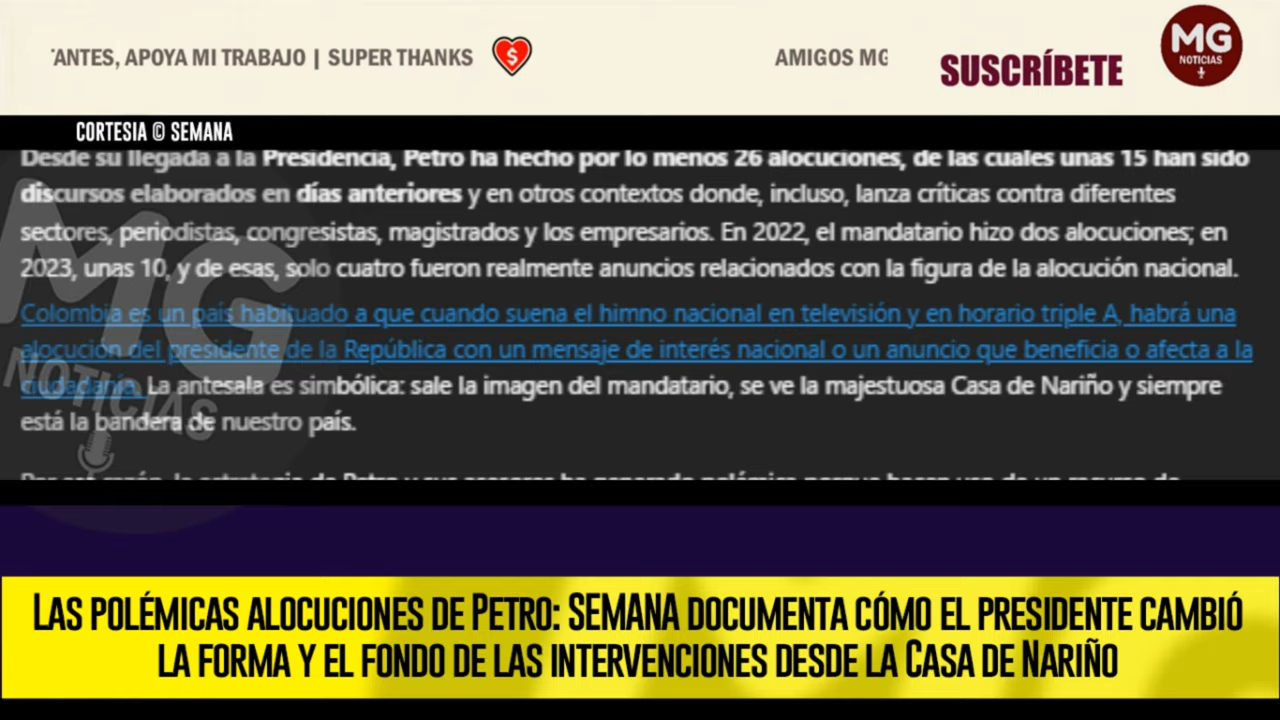 TANTES, APOYA MI TRABAJO | SUPER THANKS
AMIGOS MG
SUSCRÍBETE
MG
NOTICIAS
CORTESIA © SEMANA
Desde su llegada a la Presidencia, Petro ha hecho por lo menos 26 alocuciones, de las cuales unas 15 han sido
discursos elaborados en días anteriores y en otros contextos donde, incluso, lanza críticas contra diferentes
sectores, periodistas, congresistas, magistrados y los empresarios. En 2022, el mandatario hizo dos alocuciones; en
2023, unas 10, y de esas, solo cuatro fueron realmente anuncios relacionados con la figura de la alocución nacional.
Colombia es un país habituado a que cuando suena el himno nacional en televisión y en horario triple A, habrá una
alocución del presidente de la República con un mensaje de interés nacional o un anuncio que beneficia o afecta a la
ciudadanía. La antesala es simbólica: sale la imagen del mandatario, se ve la majestuosa Casa de Nariño y siempre
está la bandera de nuestro país.
MG
NOTICIAS
LAS POLÉMICAS ALOCUCIONES DE PETRO: SEMANA DOCUMENTA CÓMO EL PRESIDENTE CAMBIÓ
LA FORMA Y EL FONDO DE LAS INTERVENCIONES DESDE LA CASA DE NARIÑO